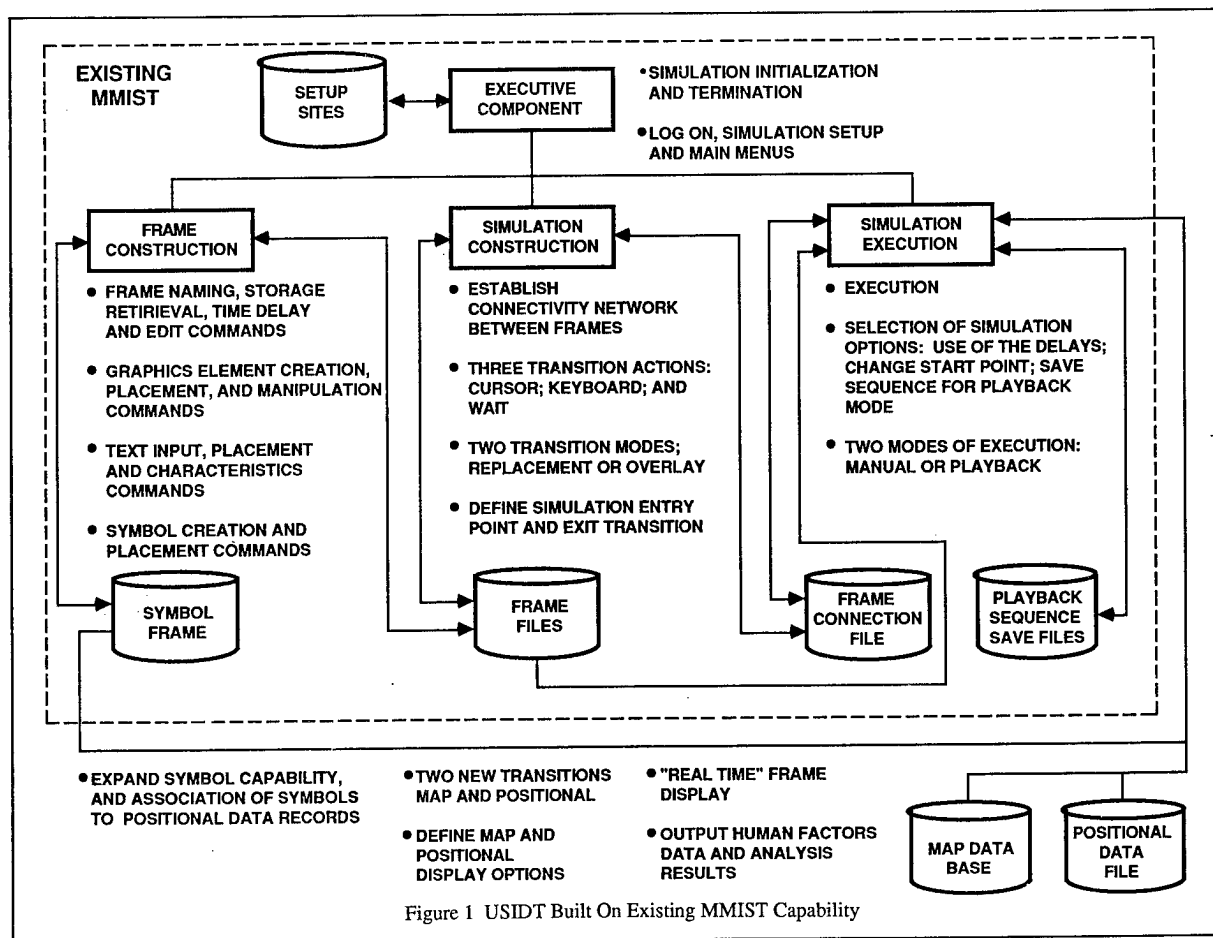 EXISTING
MMIST
SETUP
SITES
EXECUTIVE
COMPONENT
•SIMULATION INITIALIZATION
AND TERMINATION
•LOG ON, SIMULATION SETUP
AND MAIN MENUS
FRAME
CONSTRUCTION
• FRAME NAMING, STORAGE
RETIRIEVAL, TIME DELAY
AND EDIT COMMANDS
• GRAPHICS ELEMENT CREATION,
PLACEMENT, AND MANIPULATION
COMMANDS
• TEXT INPUT, PLACEMENT
AND CHARACTERISTICS
COMMANDS
• SYMBOL CREATION AND
PLACEMENT COMMANDS
SIMULATION
CONSTRUCTION
• ESTABLISH
CONNECTIVITY NETWORK
BETWEEN FRAMES
• THREE TRANSITION ACTIONS:
CURSOR; KEYBOARD; AND
WAIT
• TWO TRANSITION MODES;
REPLACEMENT OR OVERLAY
• DEFINE SIMULATION ENTRY
POINT AND EXIT TRANSITION
SIMULATION
EXECUTION
• EXECUTION
• SELECTION OF SIMULATION
OPTIONS: USE OF THE DELAYS;
CHANGE START POINT; SAVE
SEQUENCE FOR PLAYBACK
MODE
• TWO MODES OF EXECUTION:
MANUAL OR PLAYBACK
SYMBOL
FRAME
FRAME
FILES
FRAME
CONNECTION
FILE
PLAYBACK
SEQUENCE
SAVE FILES
•EXPAND SYMBOL CAPABILITY,
AND ASSOCIATION OF SYMBOLS
TO POSITIONAL DATA RECORDS
•TWO NEW TRANSITIONS
MAP AND POSITIONAL
• DEFINE MAP AND
POSITIONAL
DISPLAY OPTIONS
•"REAL TIME" FRAME
DISPLAY
•OUTPUT HUMAN FACTORS
DATA AND ANALYSIS
RESULTS
MAP DATA
BASE
POSITIONAL
DATA
FILE
Figure 1 USIDT Built On Existing MMIST Capability